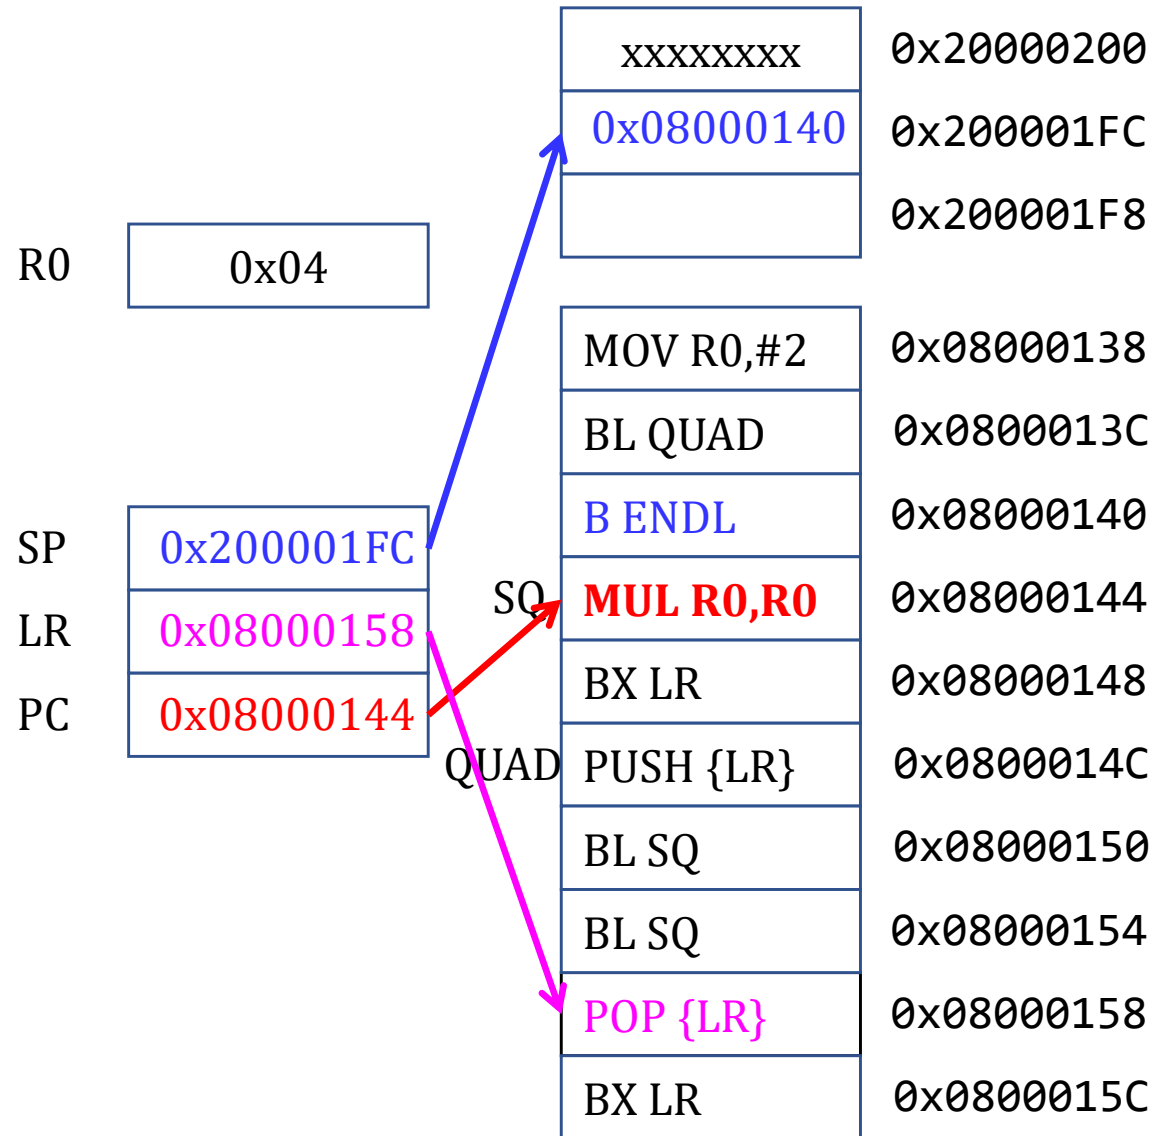 xxxxxxxx 0x20000200
0x08000140 0x200001FC
0x200001F8
R0 0x04
MOV R0,#2 0x08000138
BL QUAD 0x0800013C
B ENDL 0x08000140
SP 0x200001FC
SQ MUL R0,R0 0x08000144
LR 0x08000158
BX LR 0x08000148
PC 0x08000144
QUAD PUSH {LR} 0x0800014C
BL SQ 0x08000150
BL SQ 0x08000154
POP {LR} 0x08000158
BX LR 0x0800015C